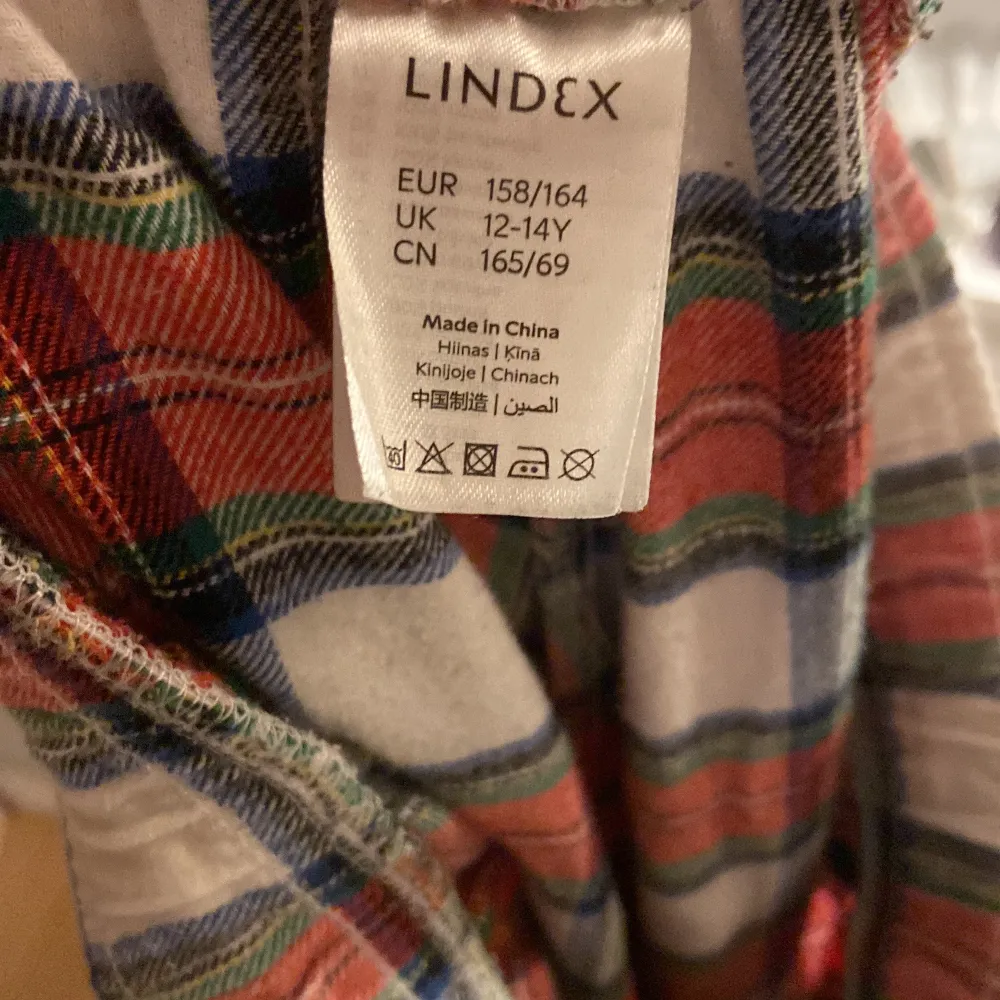 LINDEX
EUR 158/164
UK 12-14Y
CN 165/69
Made in China
Hiinas | Ķīnā
Kinijoje | Chinach
中国制造 | الصين
40